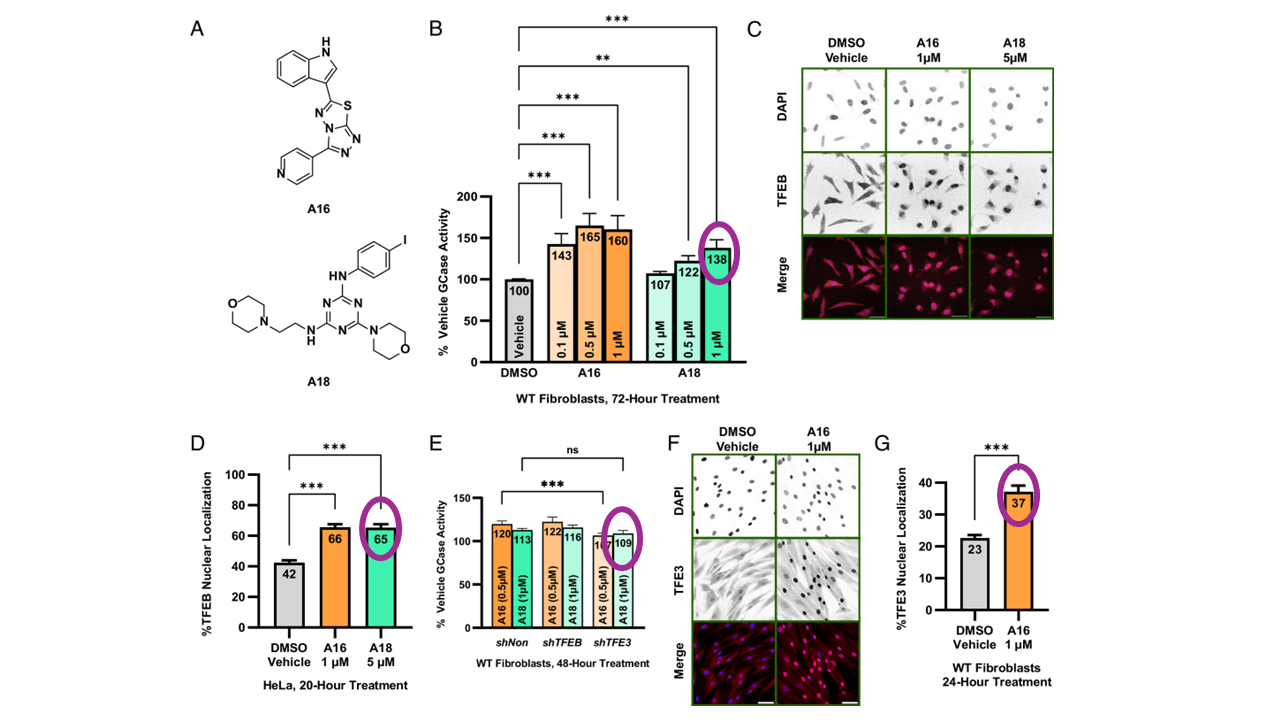 A
H
N
N
S
N
N
N
N
A16
I
HN
O
N
N
N
N
N
H
N
O
A18
B
***
**
***
***
***
% Vehicle GCase Activity
200
150
100
50
0
100
143
165
160
107
122
138
Vehicle
0.1 µM
0.5 µM
1 µM
0.1 µM
0.5 µM
1 µM
DMSO
A16
A18
WT Fibroblasts, 72-Hour Treatment
C
DMSO
Vehicle
A16
1µM
A18
5µM
DAPI
TFEB
Merge
D
***
***
%TFEB Nuclear Localization
100
80
60
40
20
0
42
66
65
DMSO
Vehicle
A16
1 µM
A18
5 µM
HeLa, 20-Hour Treatment
E
ns
***
% Vehicle GCase Activity
150
100
50
0
120
113
122
116
107
109
A16 (0.5µM)
A18 (1µM)
A16 (0.5µM)
A18 (1µM)
A16 (0.5µM)
A18 (1µM)
shNon
shTFEB
shTFE3
WT Fibroblasts, 48-Hour Treatment
F
DMSO
Vehicle
A16
1µM
DAPI
TFE3
Merge
G
***
%TFE3 Nuclear Localization
40
30
20
10
0
23
37
DMSO
Vehicle
A16
1 µM
WT Fibroblasts
24-Hour Treatment